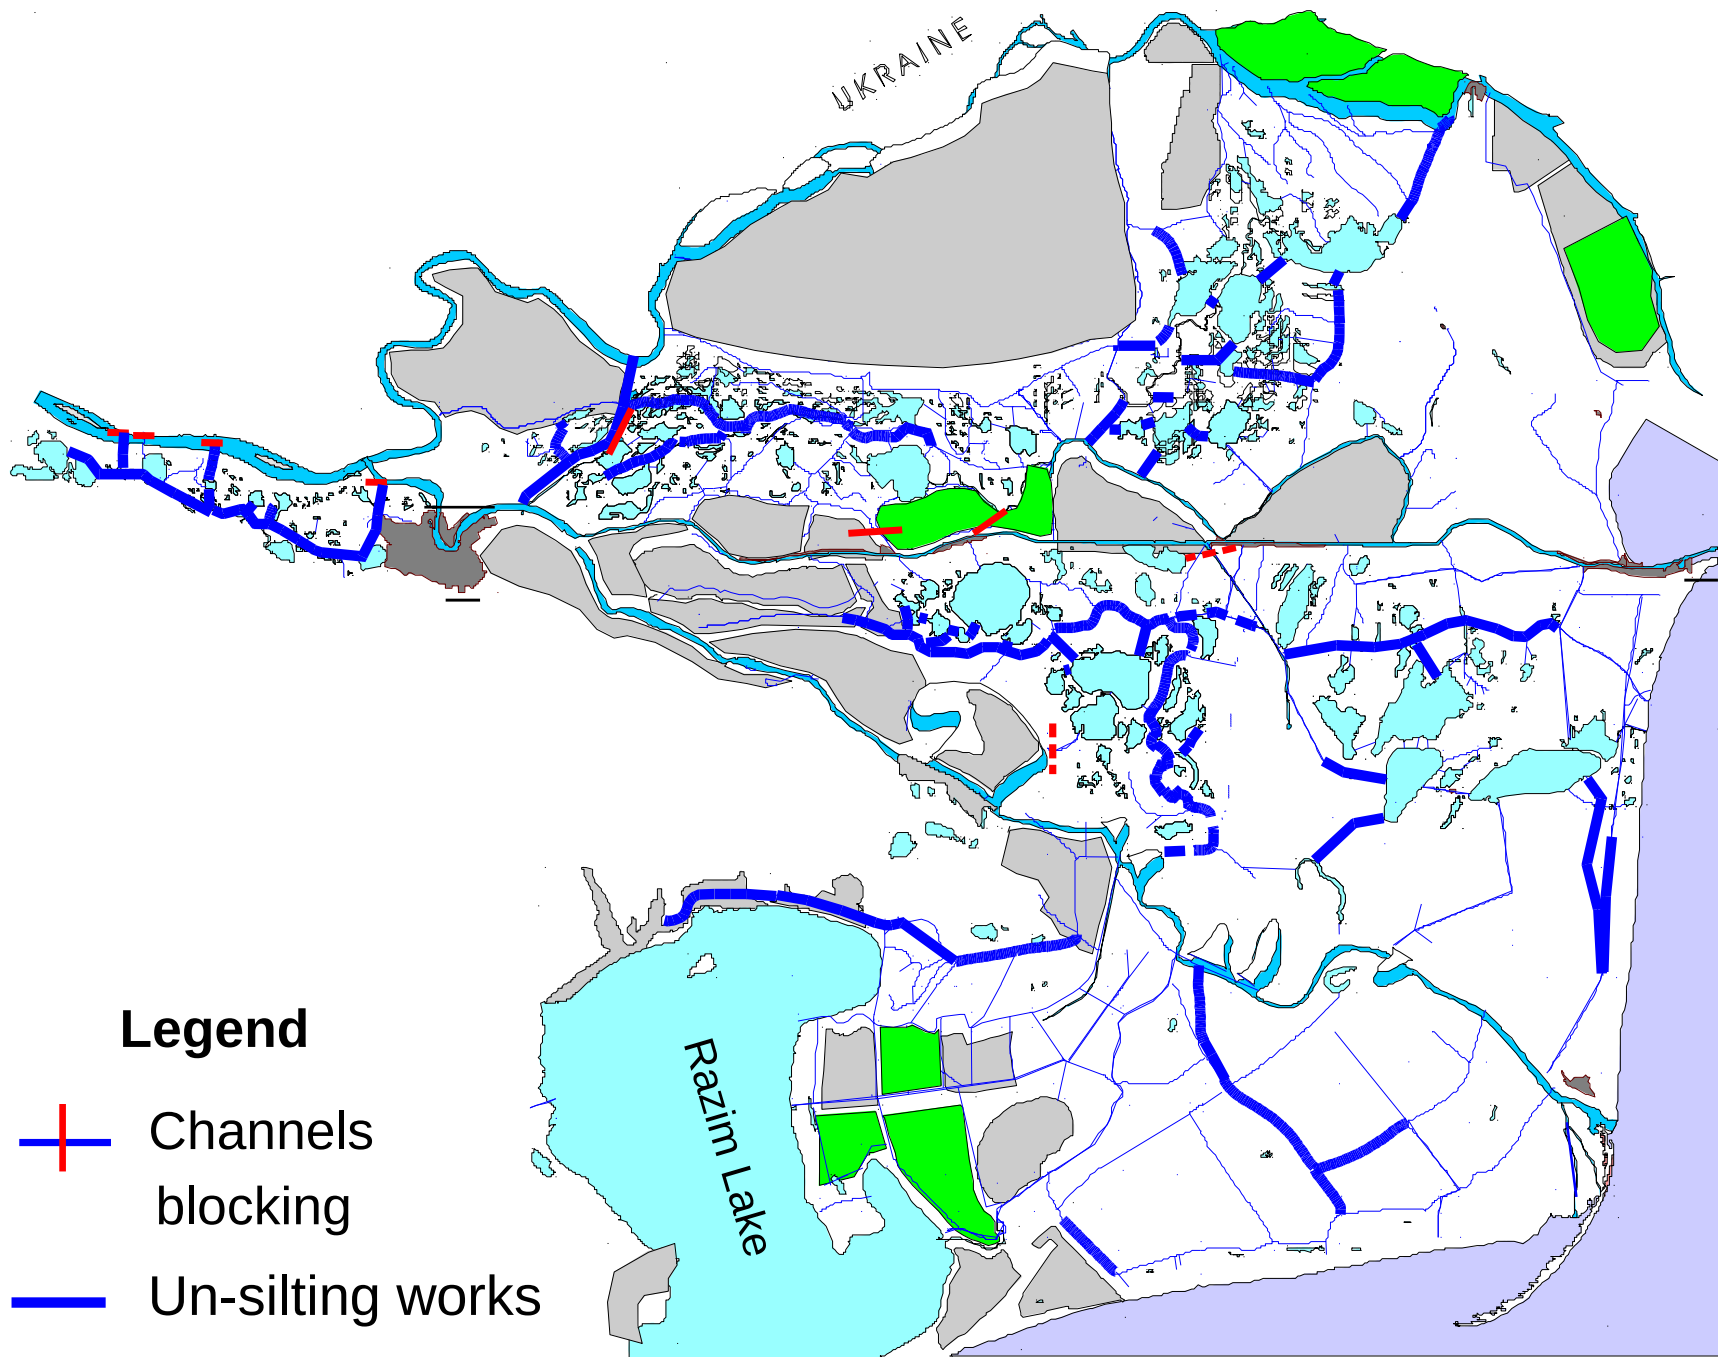 UKRAINE
Razim Lake
Legend
Channels
blocking
Un-silting works